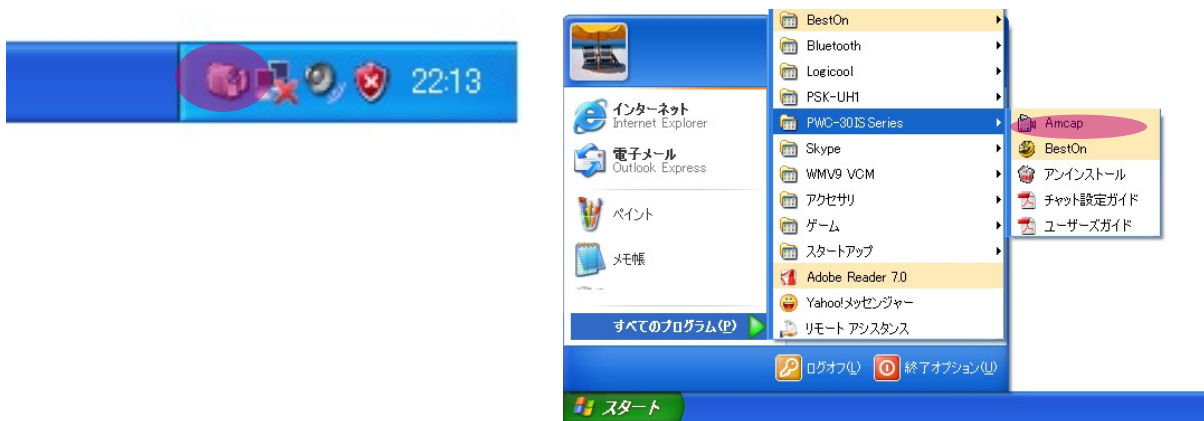 22:13
インターネット
Internet Explorer
電子メール
Outlook Express
ペイント
メモ帳
すべてのプログラム(P)
BestOn
Bluetooth
Logicool
PSK-UH1
PWC-30IS Series
Skype
WMV9 VCM
アクセサリ
ゲーム
スタートアップ
Adobe Reader 7.0
Yahoo!メッセンジャー
リモート アシスタンス
Amcap
BestOn
アンインストール
チャット設定ガイド
ユーザーズガイド
ログオフ(L)
終了オプション(U)
スタート